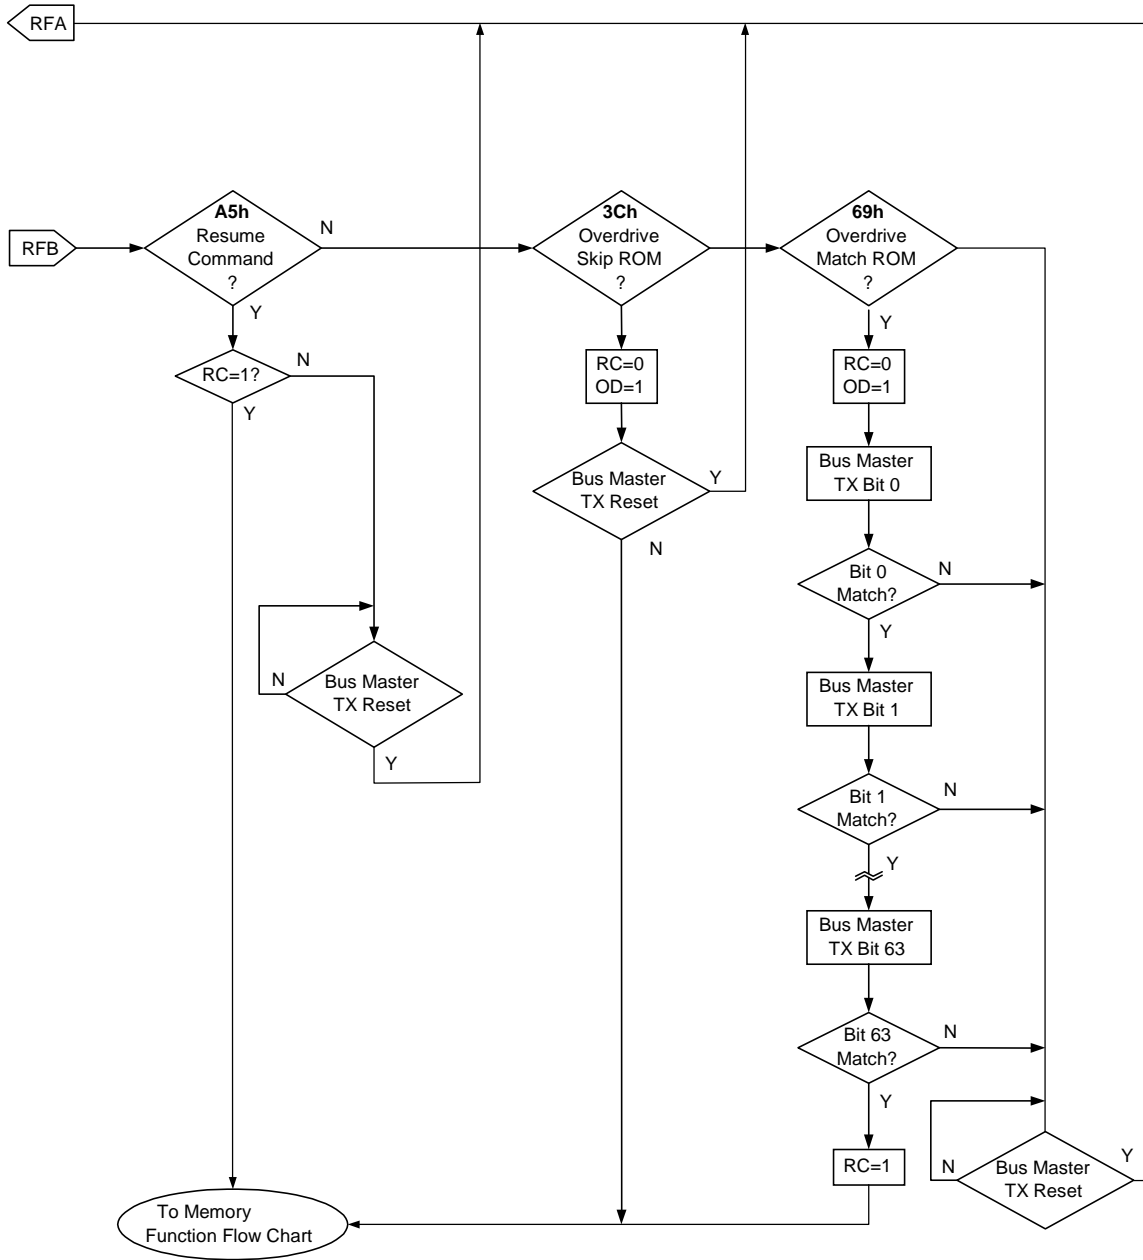 RFA
RFB
A5h
Resume
Command
?
N
Y
RC=1?
N
Y
Bus Master
TX Reset
N
Y
3Ch
Overdrive
Skip ROM
?
RC=0
OD=1
Bus Master
TX Reset
Y
N
69h
Overdrive
Match ROM
?
Y
RC=0
OD=1
Bus Master
TX Bit 0
Bit 0
Match?
N
Y
Bus Master
TX Bit 1
Bit 1
Match?
N
Y
Bus Master
TX Bit 63
Bit 63
Match?
N
Y
RC=1
Bus Master
TX Reset
N
Y
To Memory
Function Flow Chart